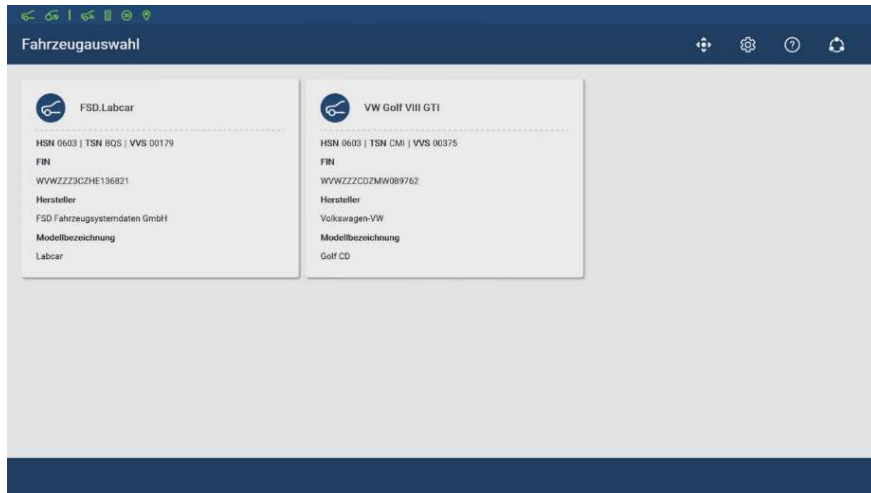 Fahrzeugauswahl
FSD.Labcar
HSN 0603 | TSN BQS | VVS 00179
FIN
WVWZZZ3CZHE136821
Hersteller
FSD Fahrzeugsystemdaten GmbH
Modellbezeichnung
Labcar
VW Golf VIII GTI
HSN 0603 | TSN CMI | VVS 00375
FIN
WVWZZZCDZMW089762
Hersteller
Volkswagen-VW
Modellbezeichnung
Golf CD